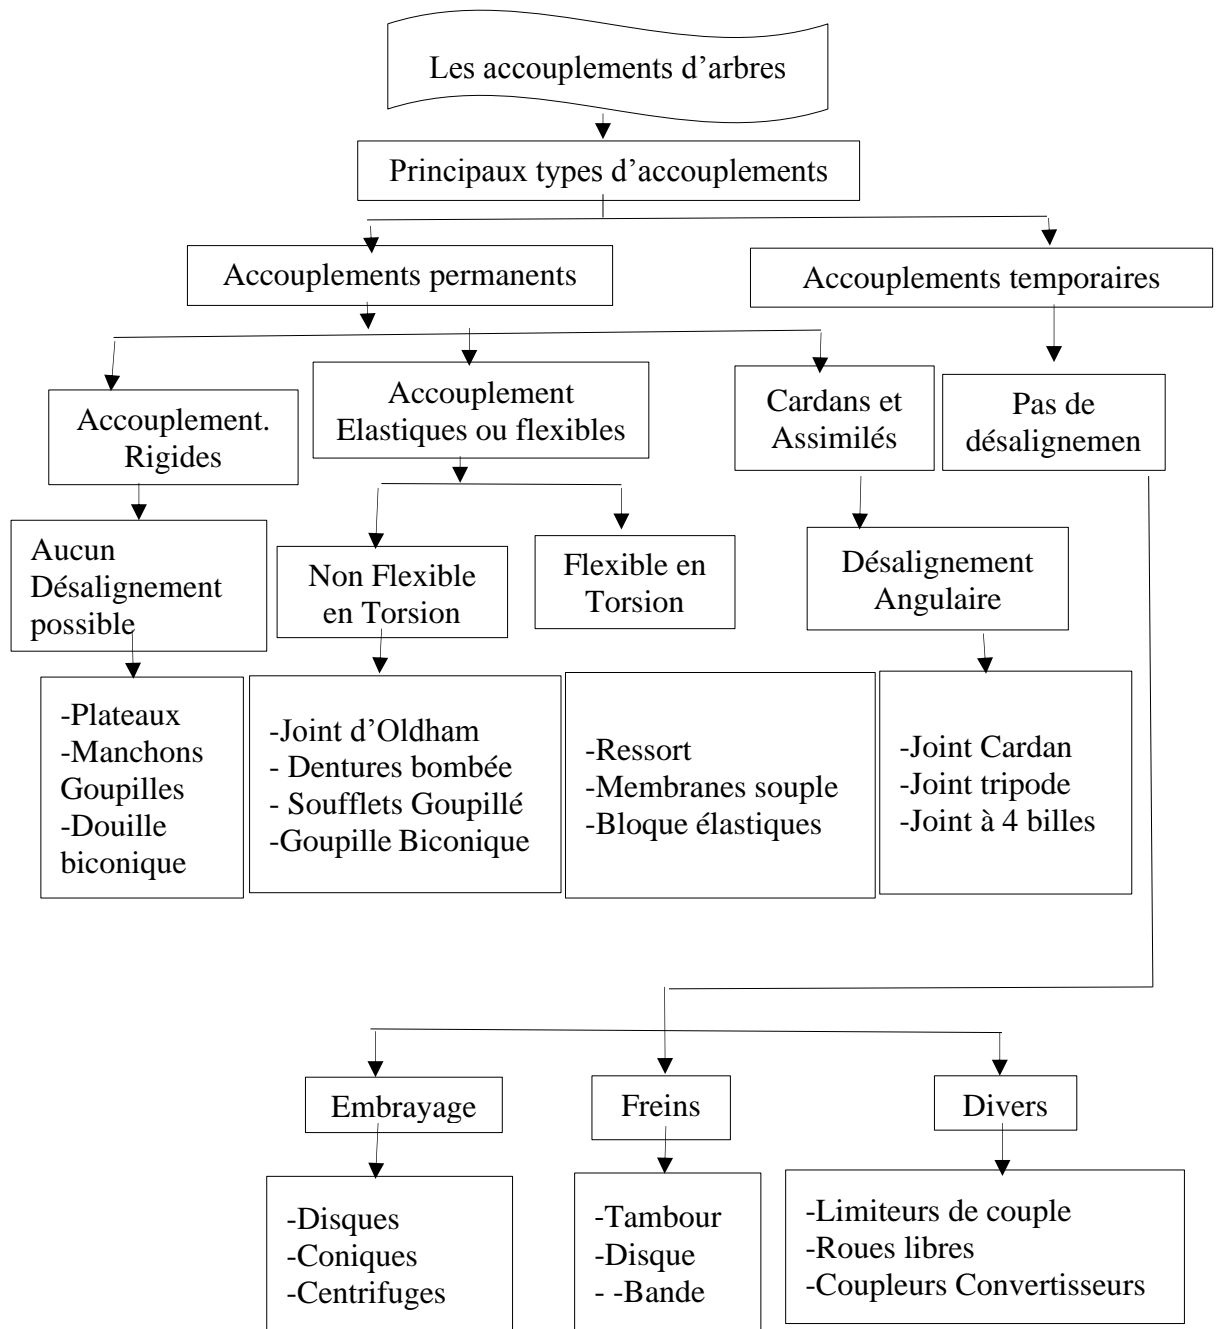 Les accouplements d’arbres
Principaux types d’accouplements
Accouplements permanents
Accouplements temporaires
Accouplement.
Rigides
Accouplement
Elastiques ou flexibles
Cardans et
Assimilés
Pas de
désalignemen
Aucun
Désalignement
possible
Non Flexible
en Torsion
Flexible en
Torsion
Désalignement
Angulaire
-Plateaux
-Manchons
Goupilles
-Douille
biconique
-Joint d’Oldham
- Dentures bombée
- Soufflets Goupillé
-Goupille Biconique
-Ressort
-Membranes souple
-Bloque élastiques
-Joint Cardan
-Joint tripode
-Joint à 4 billes
Embrayage
Freins
Divers
-Disques
-Coniques
-Centrifuges
-Tambour
-Disque
- -Bande
-Limiteurs de couple
-Roues libres
-Coupleurs Convertisseurs